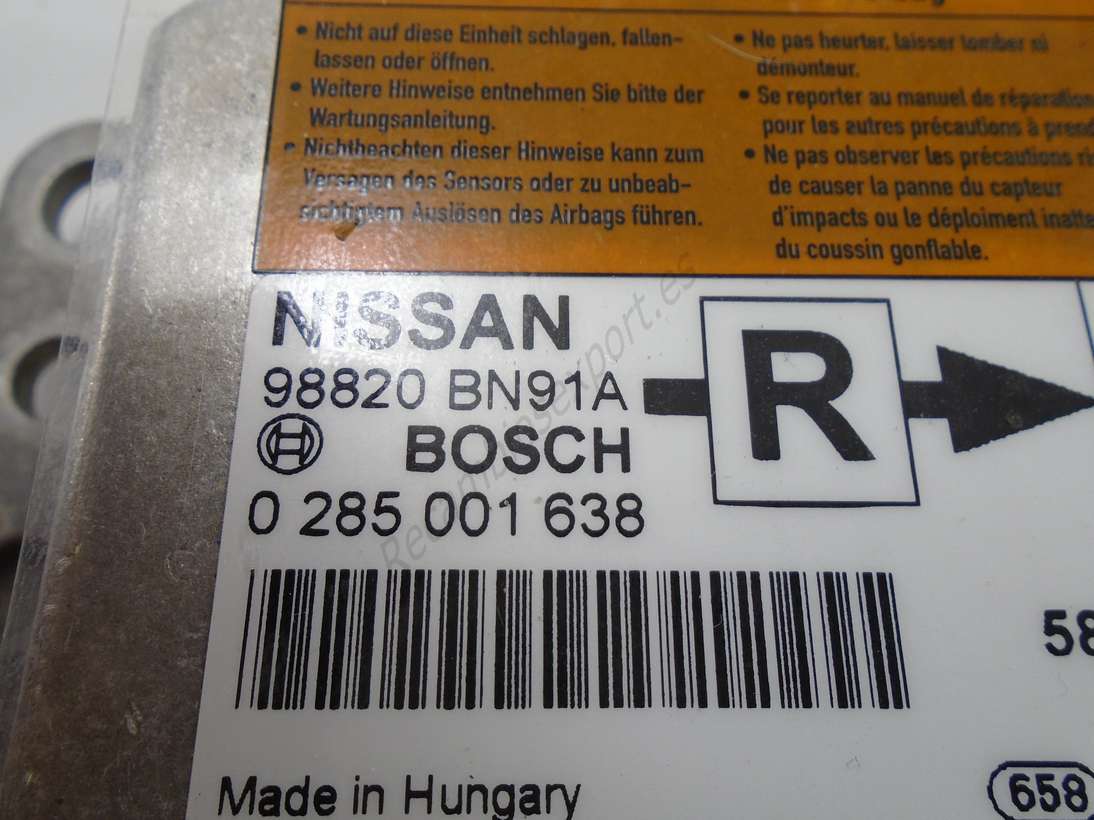 • Nicht auf diese Einheit schlagen, fallen-
lassen oder öffnen.
• Weitere Hinweise entnehmen Sie bitte der
Wartungsanleitung.
• Nichtbeachten dieser Hinweise kann zum
Versagen des Sensors oder zu unbeab-
sichtigtem Auslösen des Airbags führen.
• Ne pas heurter, laisser tomber ni
démonteur.
• Se reporter au manuel de réparation
pour les autres précautions à prend
• Ne pas observer les précautions ri
de causer la panne du capteur
d'impacts ou le déploiment inatte
du coussin gonflable.
NISSAN
98820 BN91A
BOSCH
0 285 001 638
R
58
Made in Hungary
658
Recambiosexport.es